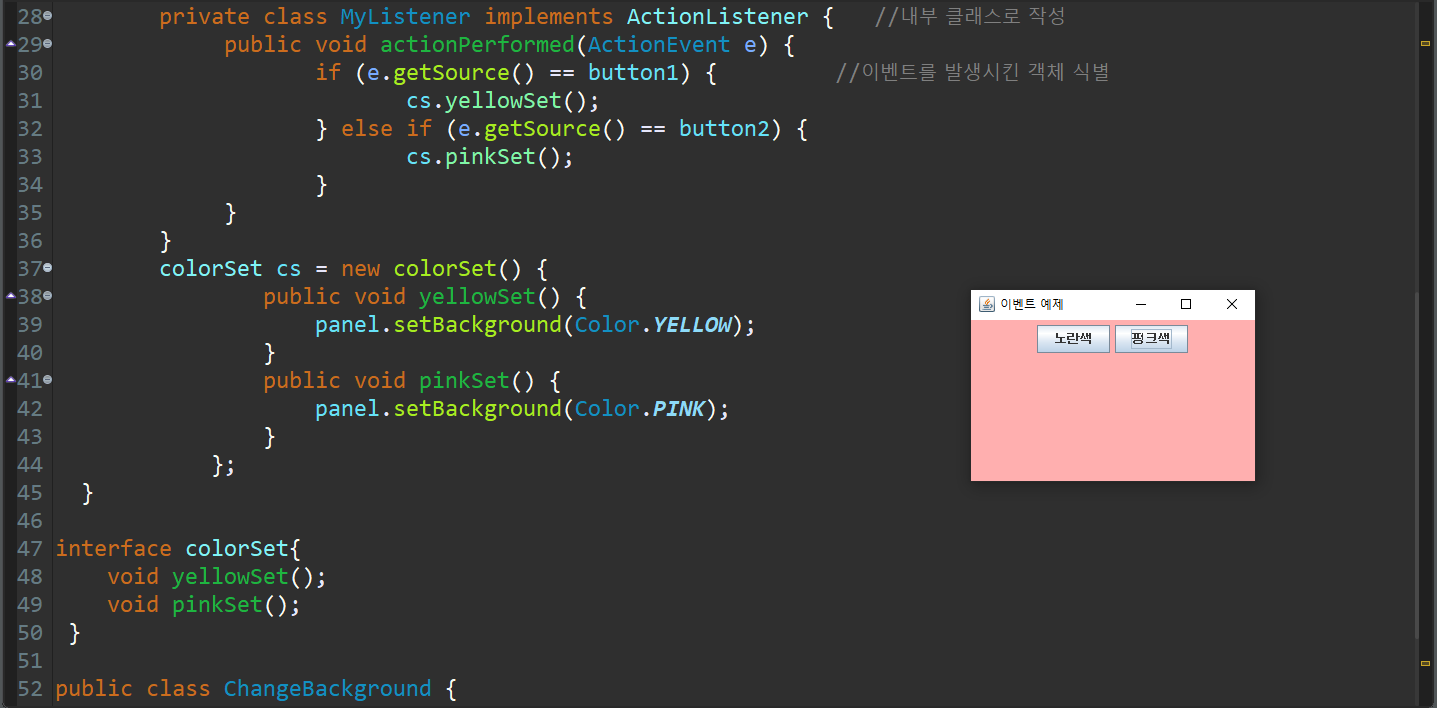 28 private class MyListener implements ActionListener { //내부 클래스로 작성
29 public void actionPerformed(ActionEvent e) {
30 if (e.getSource() == button1) { //이벤트를 발생시킨 객체 식별
31 cs.yellowSet();
32 } else if (e.getSource() == button2) {
33 cs.pinkSet();
34 }
35 }
36 }
37 colorSet cs = new colorSet() {
38 public void yellowSet() {
39 panel.setBackground(Color.YELLOW);
40 }
41 public void pinkSet() {
42 panel.setBackground(Color.PINK);
43 }
44 };
45 }
46
47 interface colorSet{
48 void yellowSet();
49 void pinkSet();
50 }
51
52 public class ChangeBackground {
이벤트 예제
노란색 핑크색